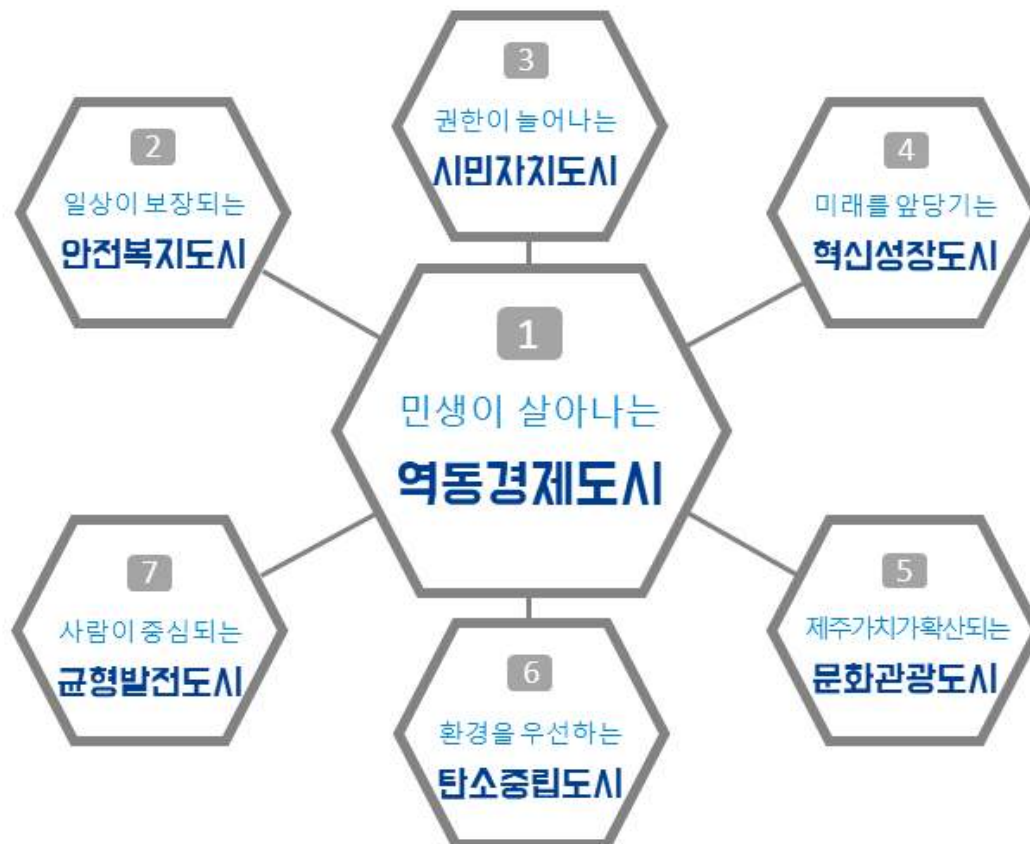 3
권한이 늘어나는
시민자치도시
2
일상이 보장되는
안전복지도시
4
미래를 앞당기는
혁신성장도시
1
민생이 살아나는
역동경제도시
7
사람이 중심되는
균형발전도시
5
제주가치가확산되는
문화관광도시
6
환경을 우선하는
탄소중립도시